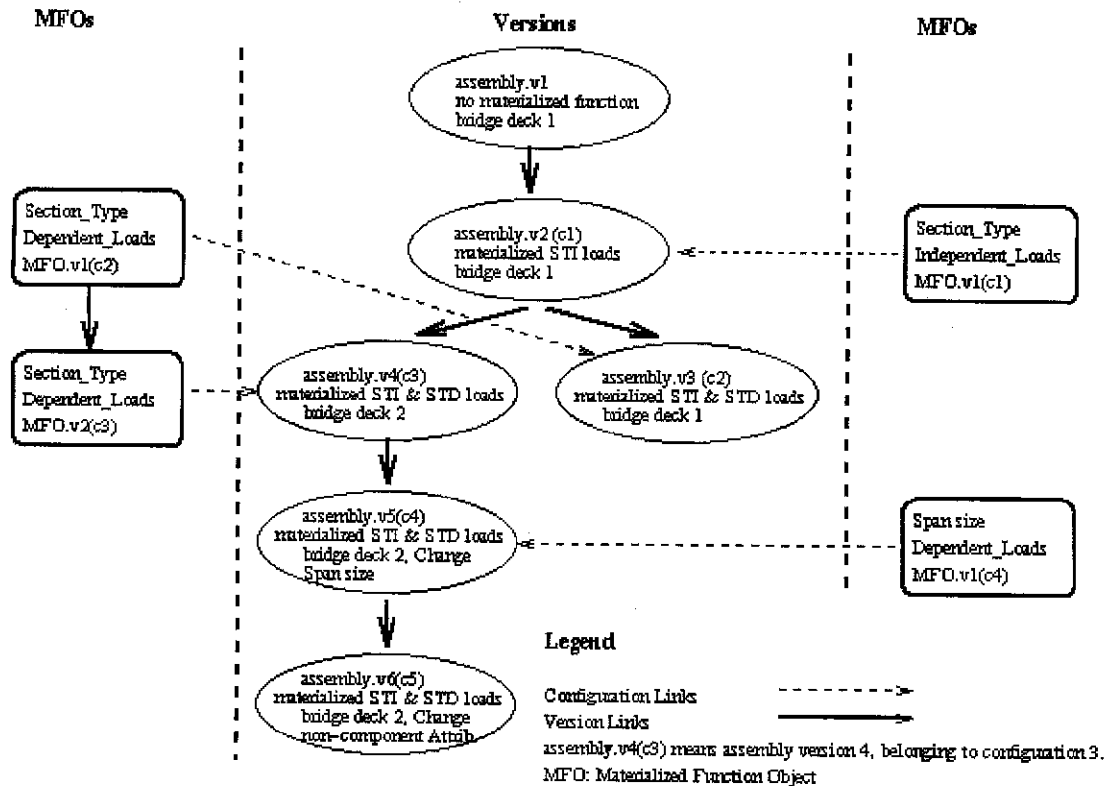 MFOs
Versions
MFOs
assembly.v1
no materialized function
bridge deck 1
Section_Type
Dependent_Loads
MFO.v1(c2)
assembly.v2 (c1)
materialized STI loads
bridge deck 1
Section_Type
Independent_Loads
MFO.v1(c1)
Section_Type
Dependent_Loads
MFO.v2(c3)
assembly.v4(c3)
materialized STI & STD loads
bridge deck 2
assembly.v3 (c2)
materialized STI & STD loads
bridge deck 1
assembly.v5(c4)
materialized STI & STD loads
bridge deck 2, Change
Span size
Span size
Dependent_Loads
MFO.v1(c4)
assembly.v6(c5)
materialized STI & STD loads
bridge deck 2, Change
non-component Attrib.
Legend
Configuration Links
Version Links
assembly.v4(c3) means assembly version 4, belonging to configuration 3.
MFO: Materialized Function Object